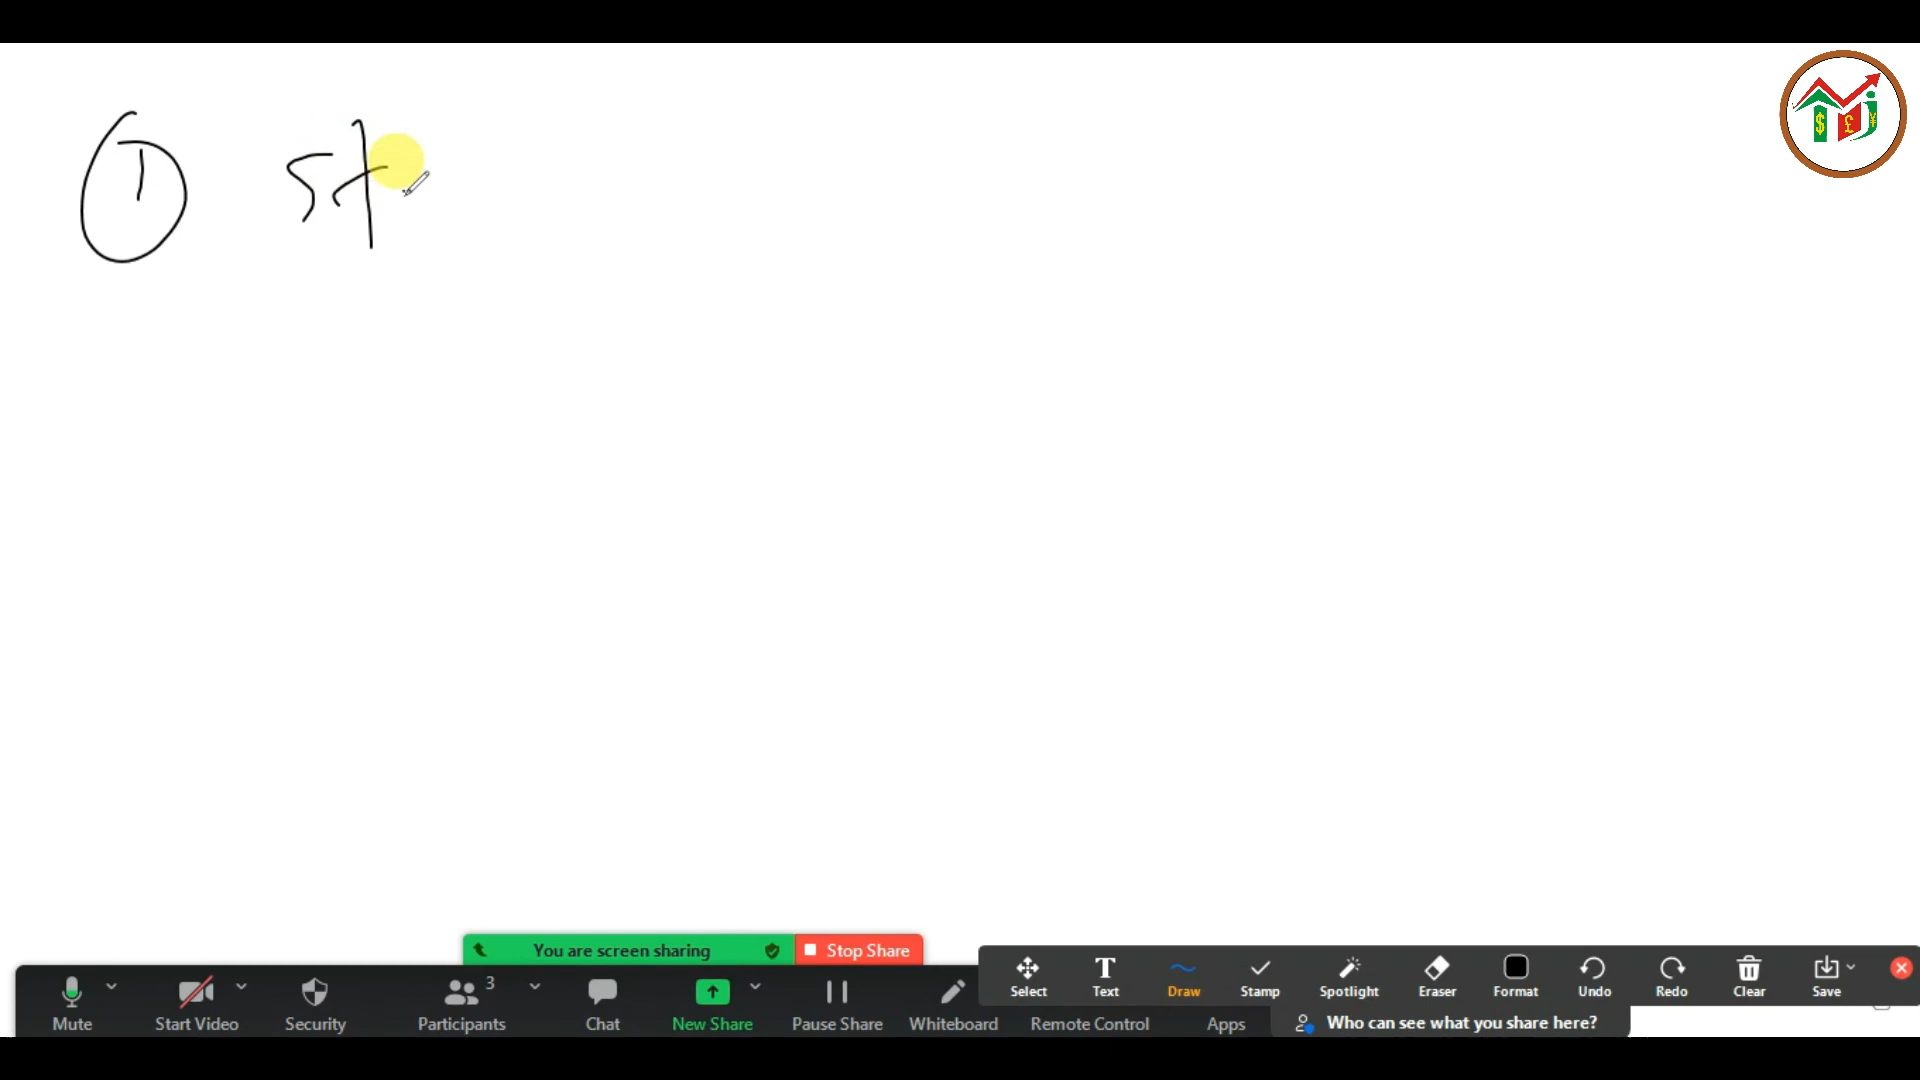 ① St
$ £ ¥
You are screen sharing Stop Share
Select Text Draw Stamp Spotlight Eraser Format Undo Redo Clear Save
3
Mute Start Video Security Participants Chat New Share Pause Share Whiteboard Remote Control Apps
Who can see what you share here?